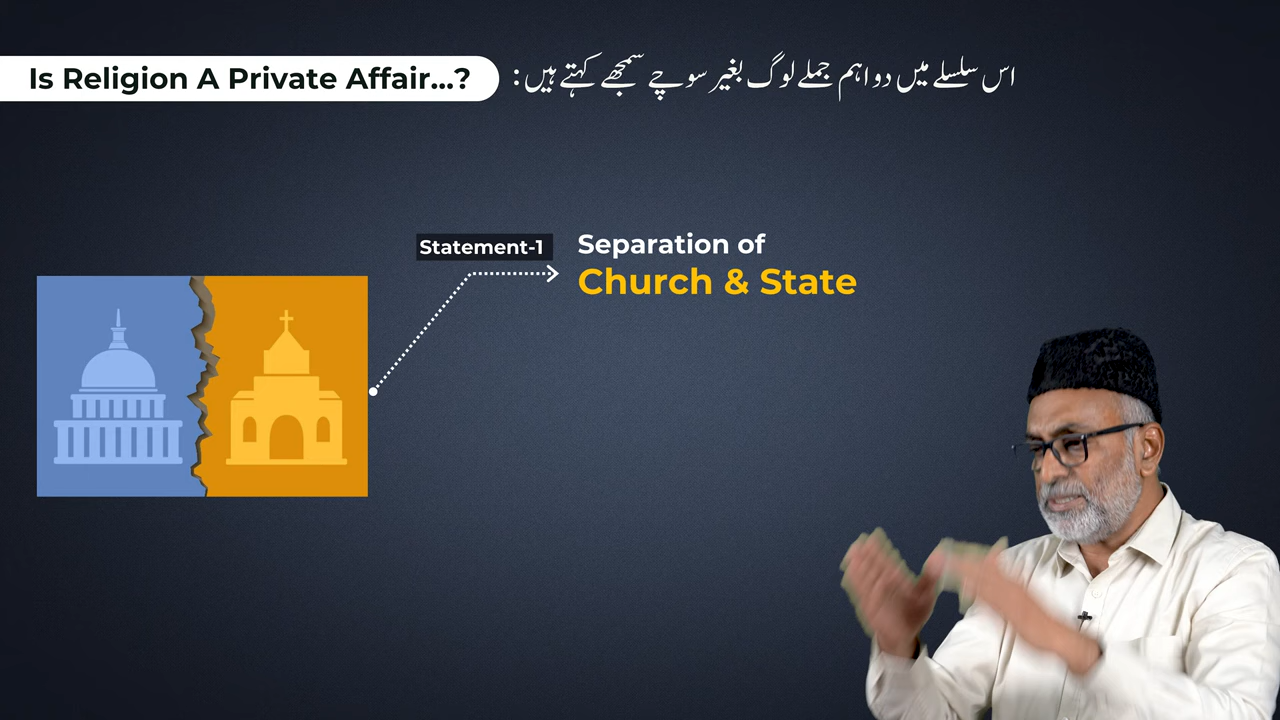 Is Religion A Private Affair...?
اس سلسلے میں دو اہم جملے لوگ بغیر سوچے سمجھے کہتے ہیں :
Statement-1
Separation of
Church & State